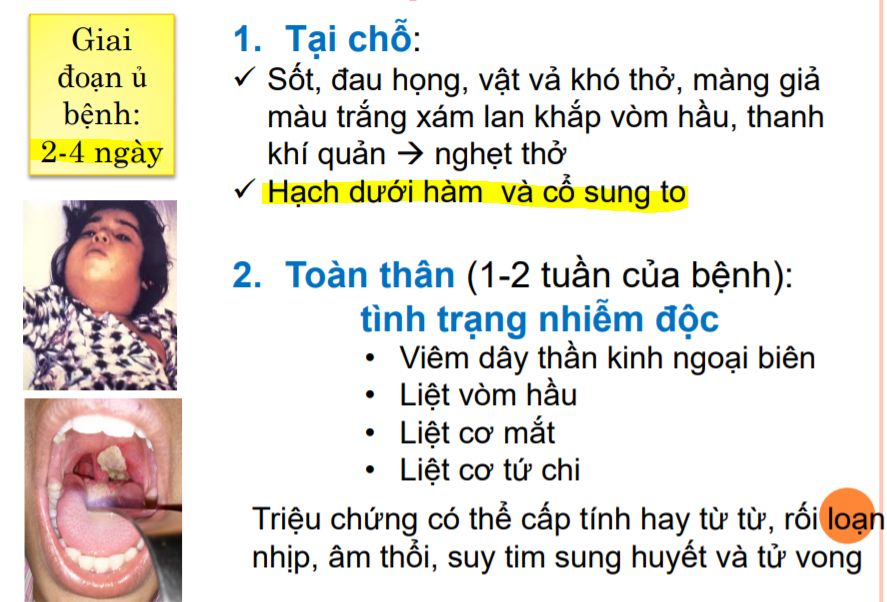 Giai
đoạn ủ
bệnh:
2-4 ngày
1. Tại chỗ:
✓ Sốt, đau họng, vật vả khó thở, màng giả
màu trắng xám lan khắp vòm hầu, thanh
khí quản → nghẹt thở
✓ Hạch dưới hàm và cổ sung to
2. Toàn thân (1-2 tuần của bệnh):
tình trạng nhiễm độc
• Viêm dây thần kinh ngoại biên
• Liệt vòm hầu
• Liệt cơ mắt
• Liệt cơ tứ chi
Triệu chứng có thể cấp tính hay từ từ, rối loạn
nhịp, âm thổi, suy tim sung huyết và tử vong